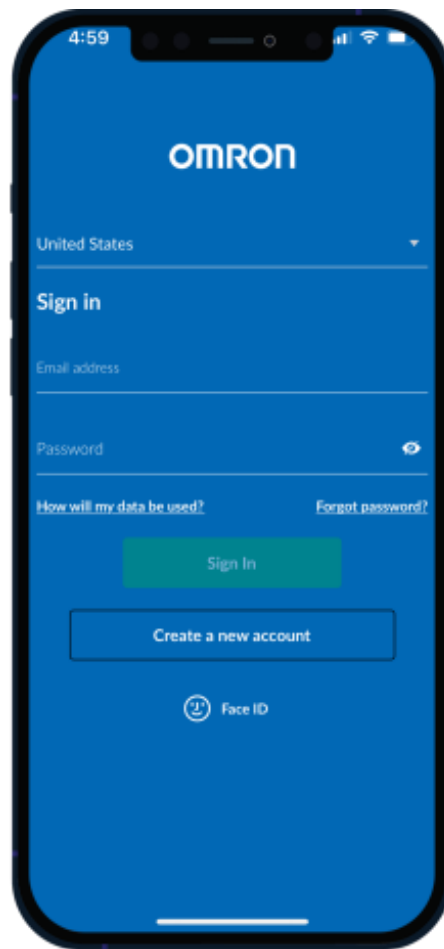 4:59
OMRON
United States
Sign in
Email address
Password
How will my data be used? Forgot password?
Sign In
Create a new account
Face ID